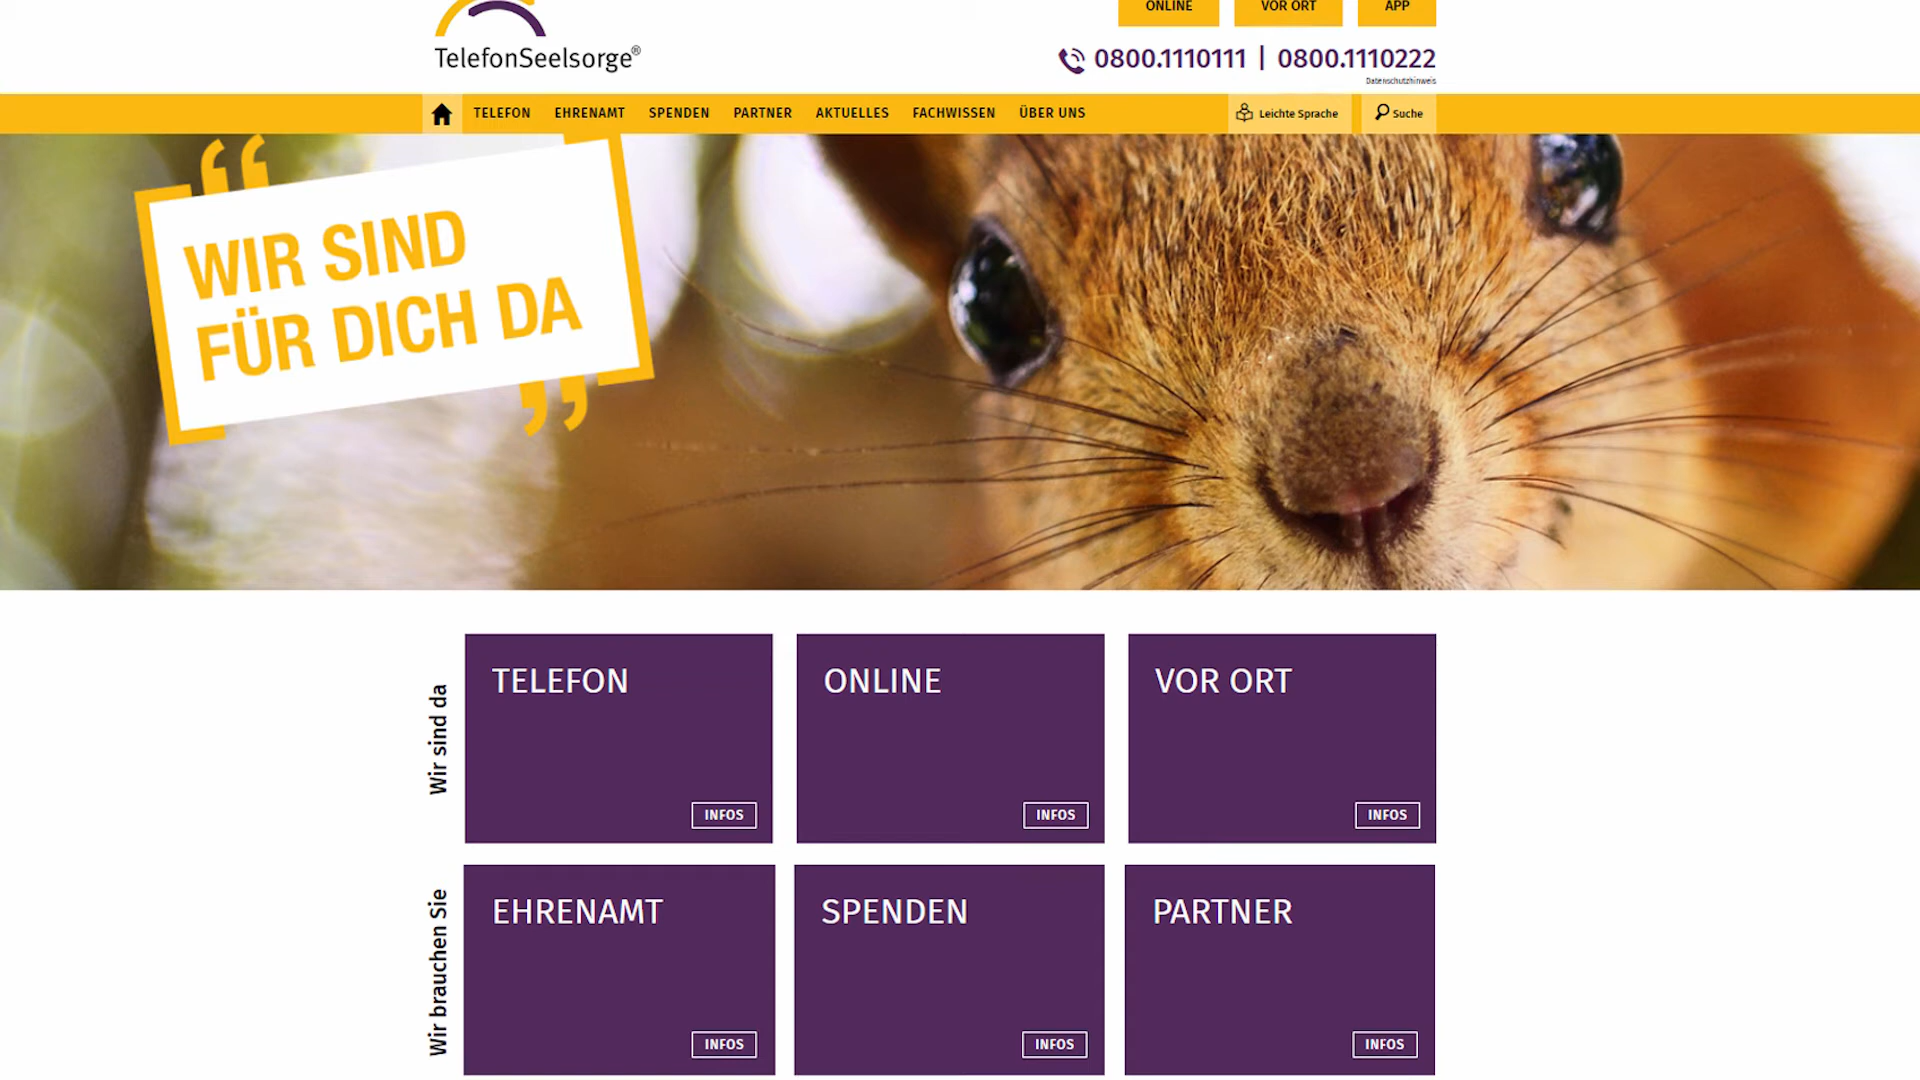 ONLINE VOR ORT APP
TelefonSeelsorge®
0800.1110111 | 0800.1110222
Datenschutzhinweis
TELEFON EHRENAMT SPENDEN PARTNER AKTUELLES FACHWISSEN ÜBER UNS Leichte Sprache Suche
“
WIR SIND
FÜR DICH DA
”
Wir sind da
TELEFON
INFOS
ONLINE
INFOS
VOR ORT
INFOS
Wir brauchen Sie
EHRENAMT
INFOS
SPENDEN
INFOS
PARTNER
INFOS